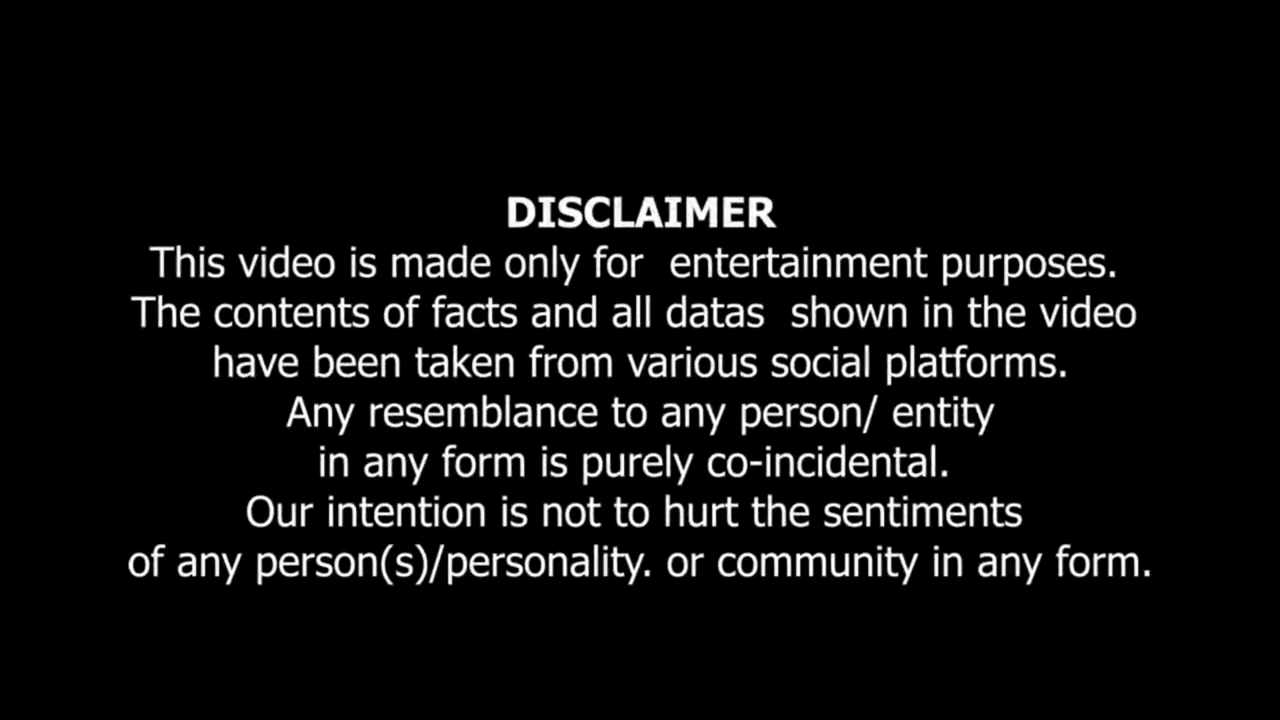 DISCLAIMER
This video is made only for  entertainment purposes.
The contents of facts and all datas  shown in the video
have been taken from various social platforms.
Any resemblance to any person/ entity
in any form is purely co-incidental.
Our intention is not to hurt the sentiments
of any person(s)/personality. or community in any form.